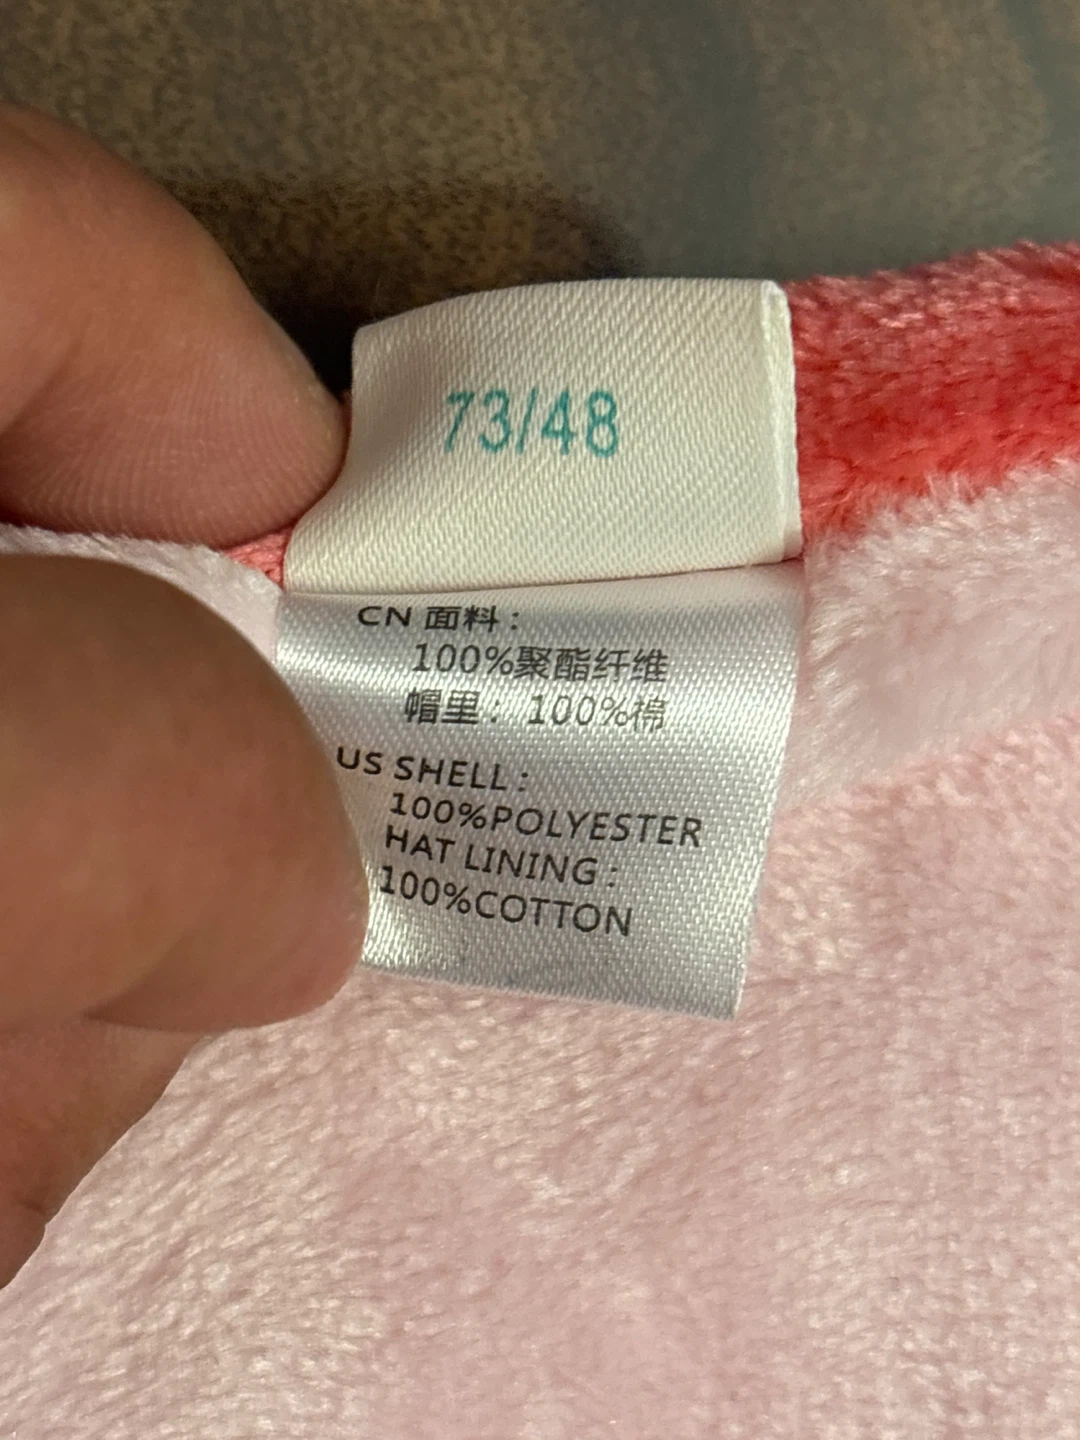 73/48
CN 面料：
100%聚酯纤维
帽里：100%棉
US SHELL:
100%POLYESTER
HAT LINING:
100%COTTON